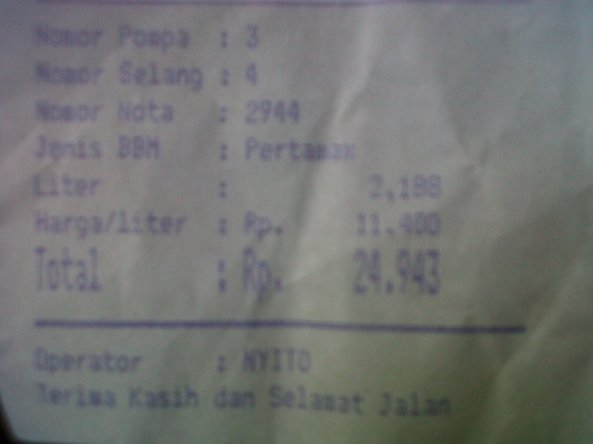 Nomor Pompa : 3
Nomor Selang : 4
Nomor Nota : 2944
Jenis BBM : Pertamax
Liter : 2,188
Harga/liter : Rp. 11.400
Total : Rp. 24.943
Operator : NYITO
Terima Kasih dan Selamat Jalan